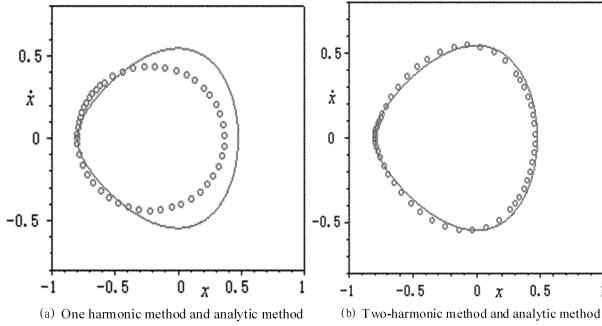 0.5
ẋ
0
-0.5
-1 -0.5 0 0.5 1
x
(a) One harmonic method and analytic method
0.5
ẋ
0
-0.5
-1 -0.5 0 0.5 1
x
(b) Two-harmonic method and analytic method